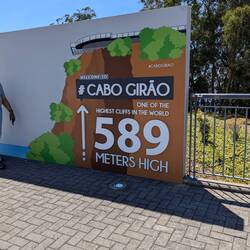 #CABOGIRAO
WELCOME TO
# CABO GIRÃO
ONE OF THE
HIGHEST CLIFFS IN THE WORLD
589
METERS HIGH